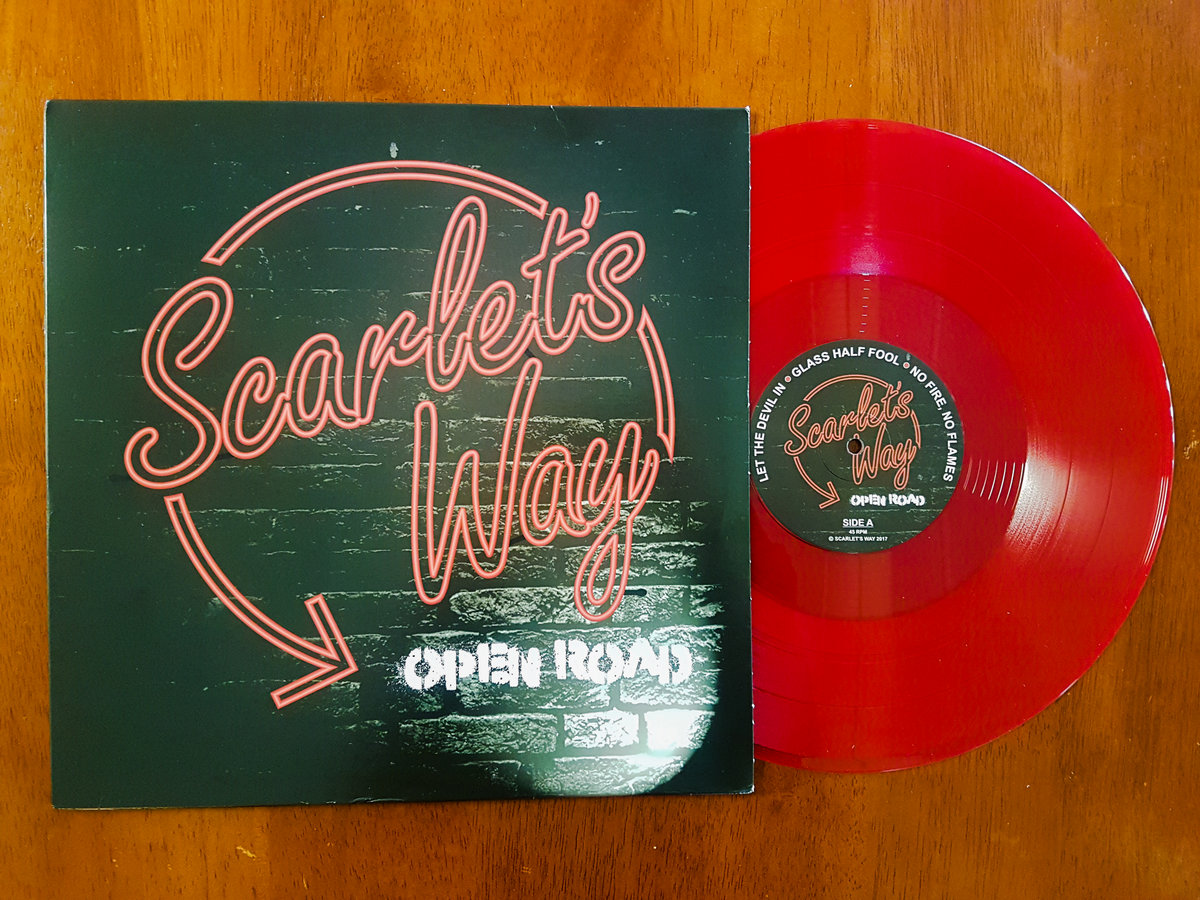 Scarlet's
Way
OPEN ROAD
LET THE DEVIL IN • GLASS HALF FOOL • NO FIRE, NO FLAMES
Scarlet's
Way
OPEN ROAD
SIDE A
45 RPM
© SCARLET'S WAY 2017